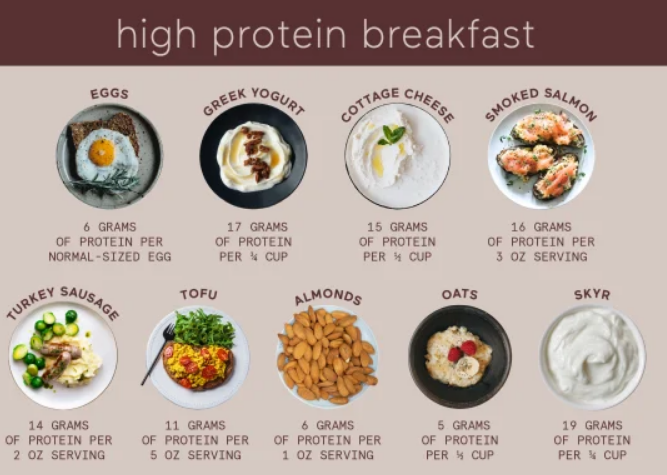 high protein breakfast
EGGS
6 GRAMS
OF PROTEIN PER
NORMAL-SIZED EGG
GREEK YOGURT
17 GRAMS
OF PROTEIN
PER ¾ CUP
COTTAGE CHEESE
15 GRAMS
OF PROTEIN
PER ½ CUP
SMOKED SALMON
16 GRAMS
OF PROTEIN PER
3 OZ SERVING
TURKEY SAUSAGE
14 GRAMS
OF PROTEIN PER
2 OZ SERVING
TOFU
11 GRAMS
OF PROTEIN PER
5 OZ SERVING
ALMONDS
6 GRAMS
OF PROTEIN PER
1 OZ SERVING
OATS
5 GRAMS
OF PROTEIN
PER ½ CUP
SKYR
19 GRAMS
OF PROTEIN
PER ¾ CUP